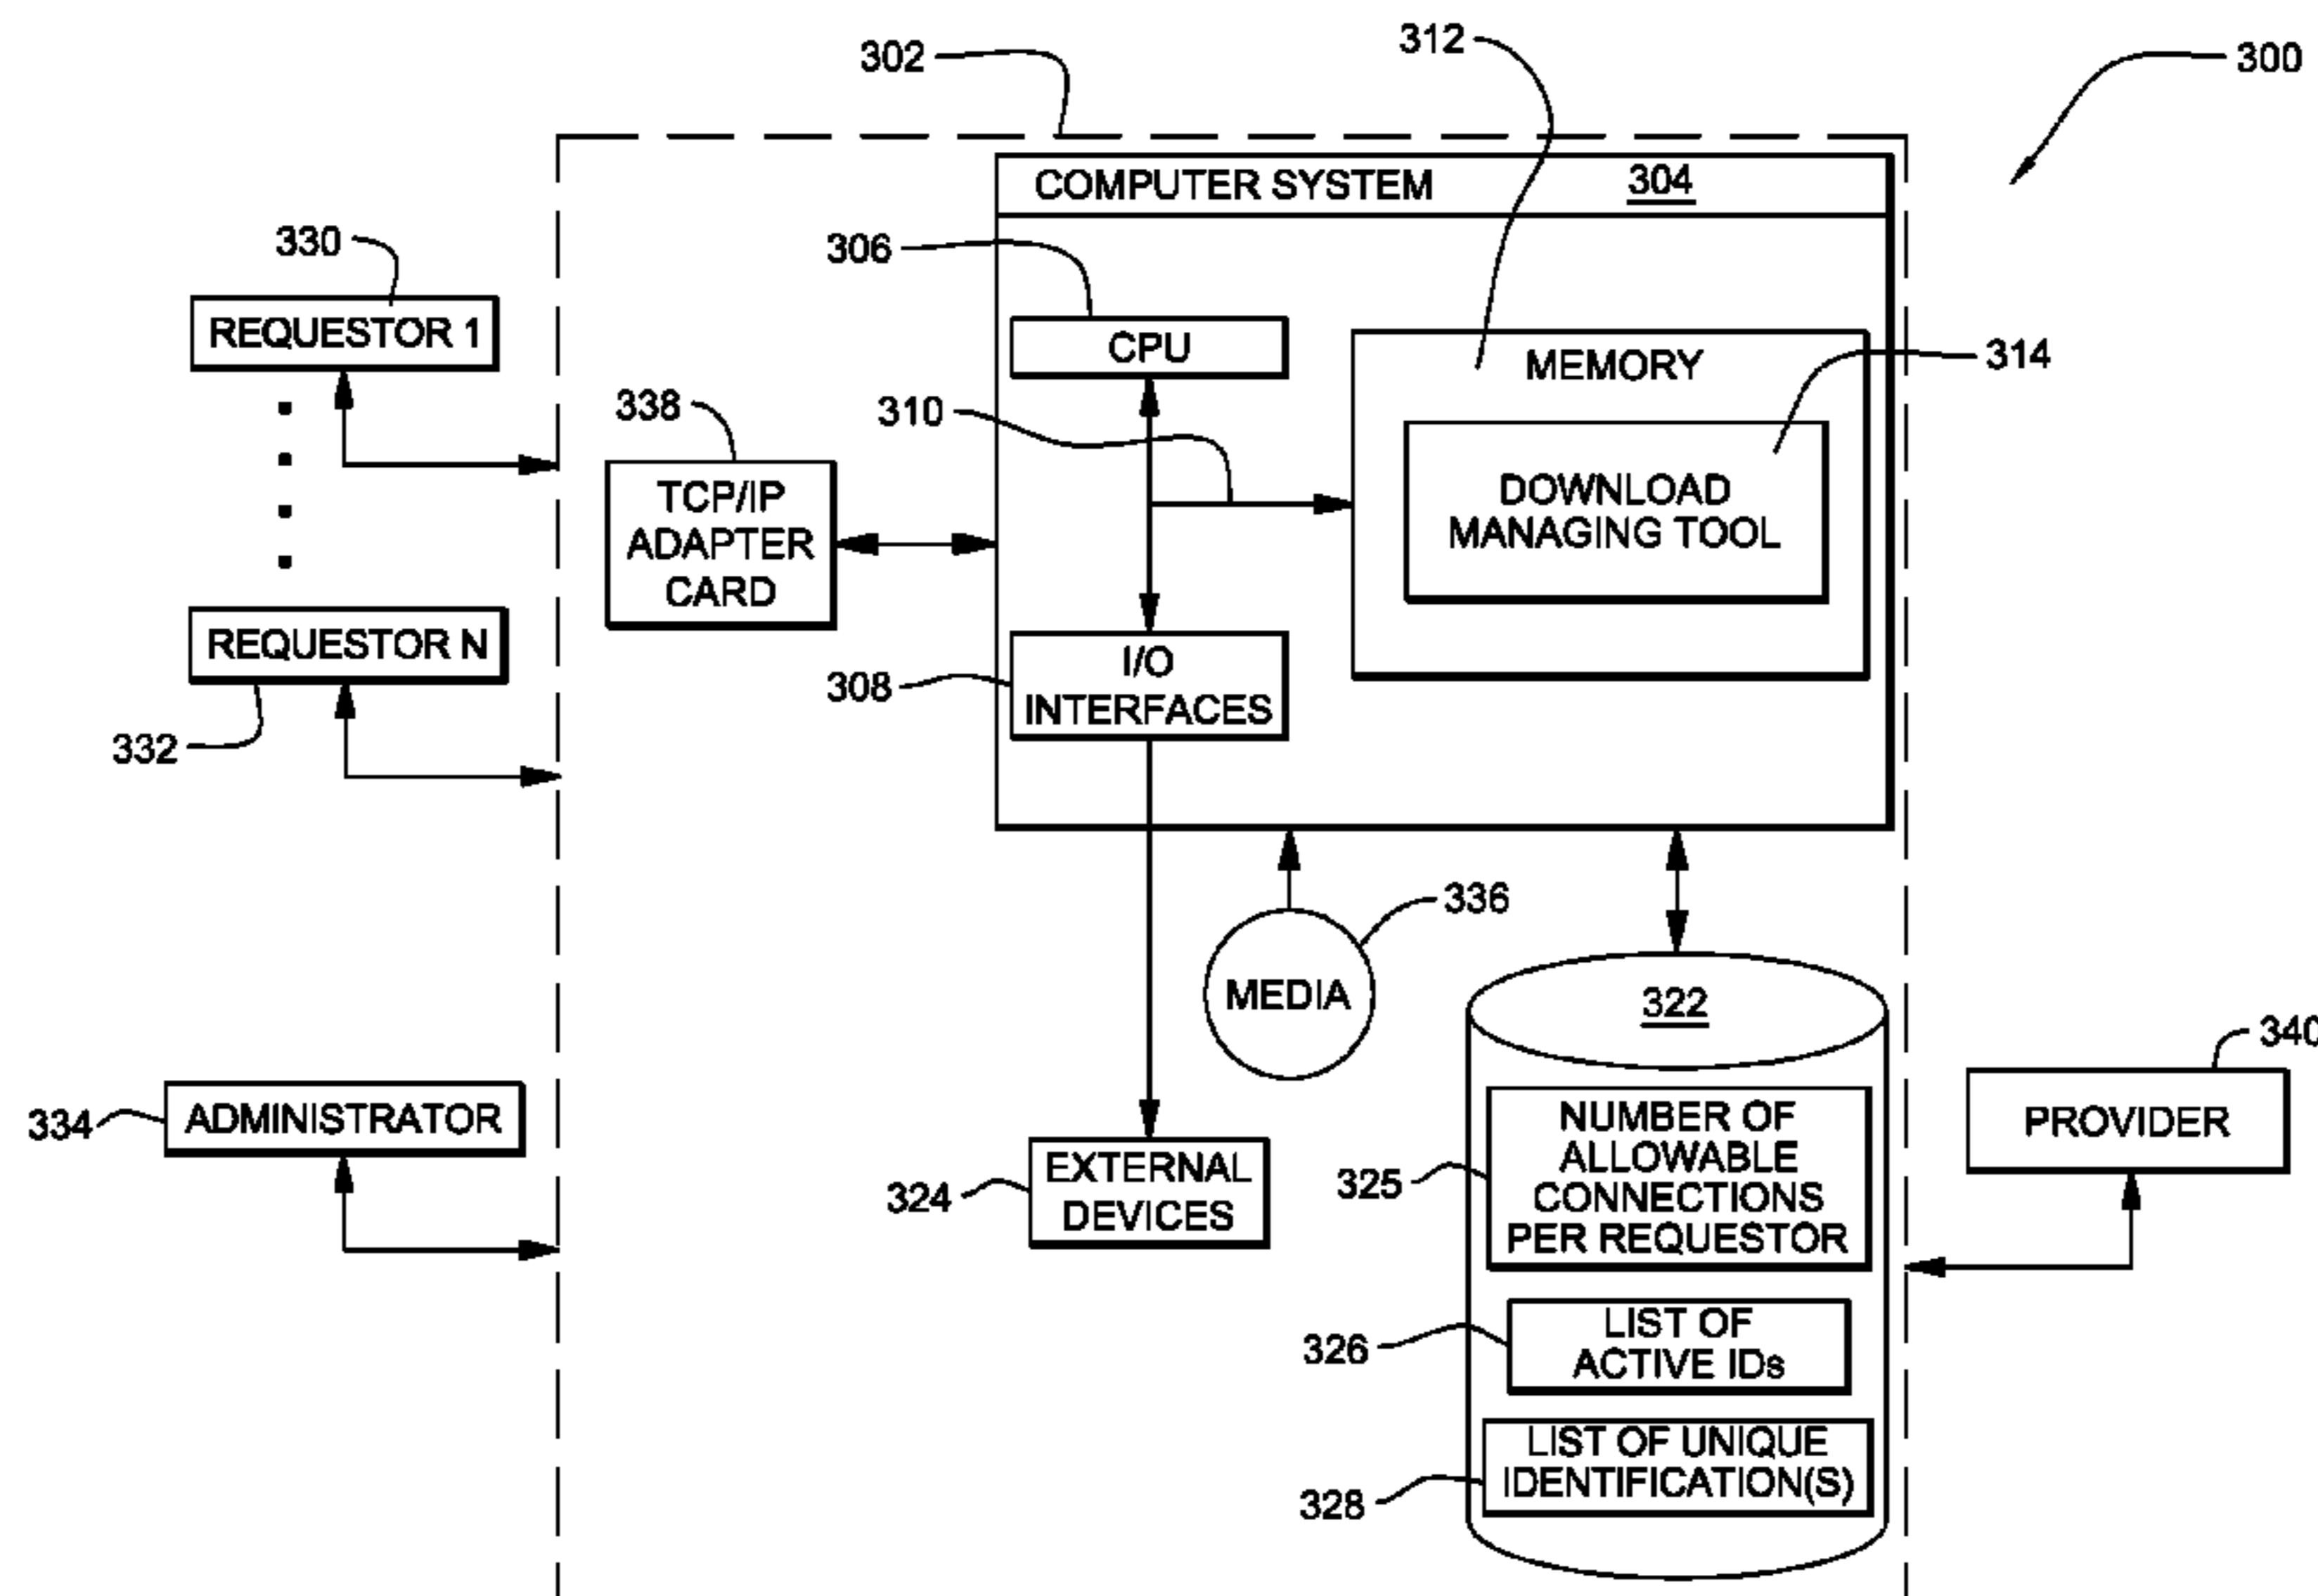 302
312
300
COMPUTER SYSTEM 304
330
306
REQUESTOR 1
CPU
MEMORY
314
338
310
TCP/IP
ADAPTER
CARD
DOWNLOAD
MANAGING TOOL
REQUESTOR N
332
308
I/O
INTERFACES
336
MEDIA
322
340
334
ADMINISTRATOR
PROVIDER
324
EXTERNAL
DEVICES
325
NUMBER OF
ALLOWABLE
CONNECTIONS
PER REQUESTOR
326
LIST OF
ACTIVE IDs
328
LIST OF UNIQUE
IDENTIFICATION(S)